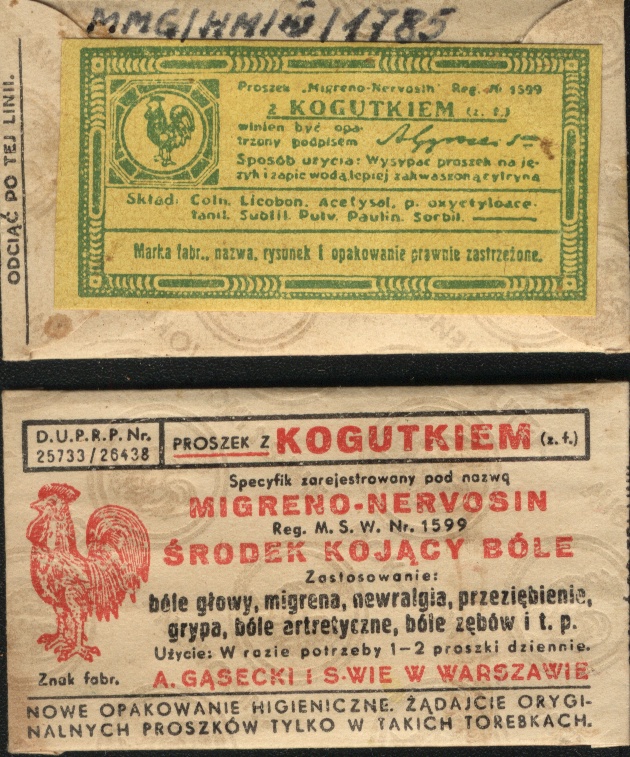 MMG/HM/W/1785
ODCIĄĆ PO TEJ LINII.
Proszek „Migreno-Nervosin" Reg. № 1599
z KOGUTKIEM (z. f.)
winien być opa-
trzony podpisem
Sposób użycia: Wysypać proszek na ję-
zyk i zapić wodą lepiej zakwaszoną cytryną
Skład: Coln. Licobon. Acetysal. p. oxyetyloace-
tanil. Sublil. Pulv. Paulin. Sorbil.
Marka fabr., nazwa, rysunek i opakowanie prawnie zastrzeżone.
D.U.P.R.P. Nr.
25733/26438
PROSZEK Z KOGUTKIEM (z. f.)
Specyfik zarejestrowany pod nazwą
MIGRENO-NERVOSIN
Reg. M. S. W. Nr. 1599
ŚRODEK KOJĄCY BÓLE
Zastosowanie:
bóle głowy, migrena, newralgia, przeziębienie,
grypa, bóle artretyczne, bóle zębów i t. p.
Użycie: W razie potrzeby 1-2 proszki dziennie.
Znak fabr.
A. GĄSECKI I S-WIE W WARSZAWIE
NOWE OPAKOWANIE HIGIENICZNE. ŻĄDAJCIE ORYGI-
NALNYCH PROSZKÓW TYLKO W TAKICH TOREBKACH.